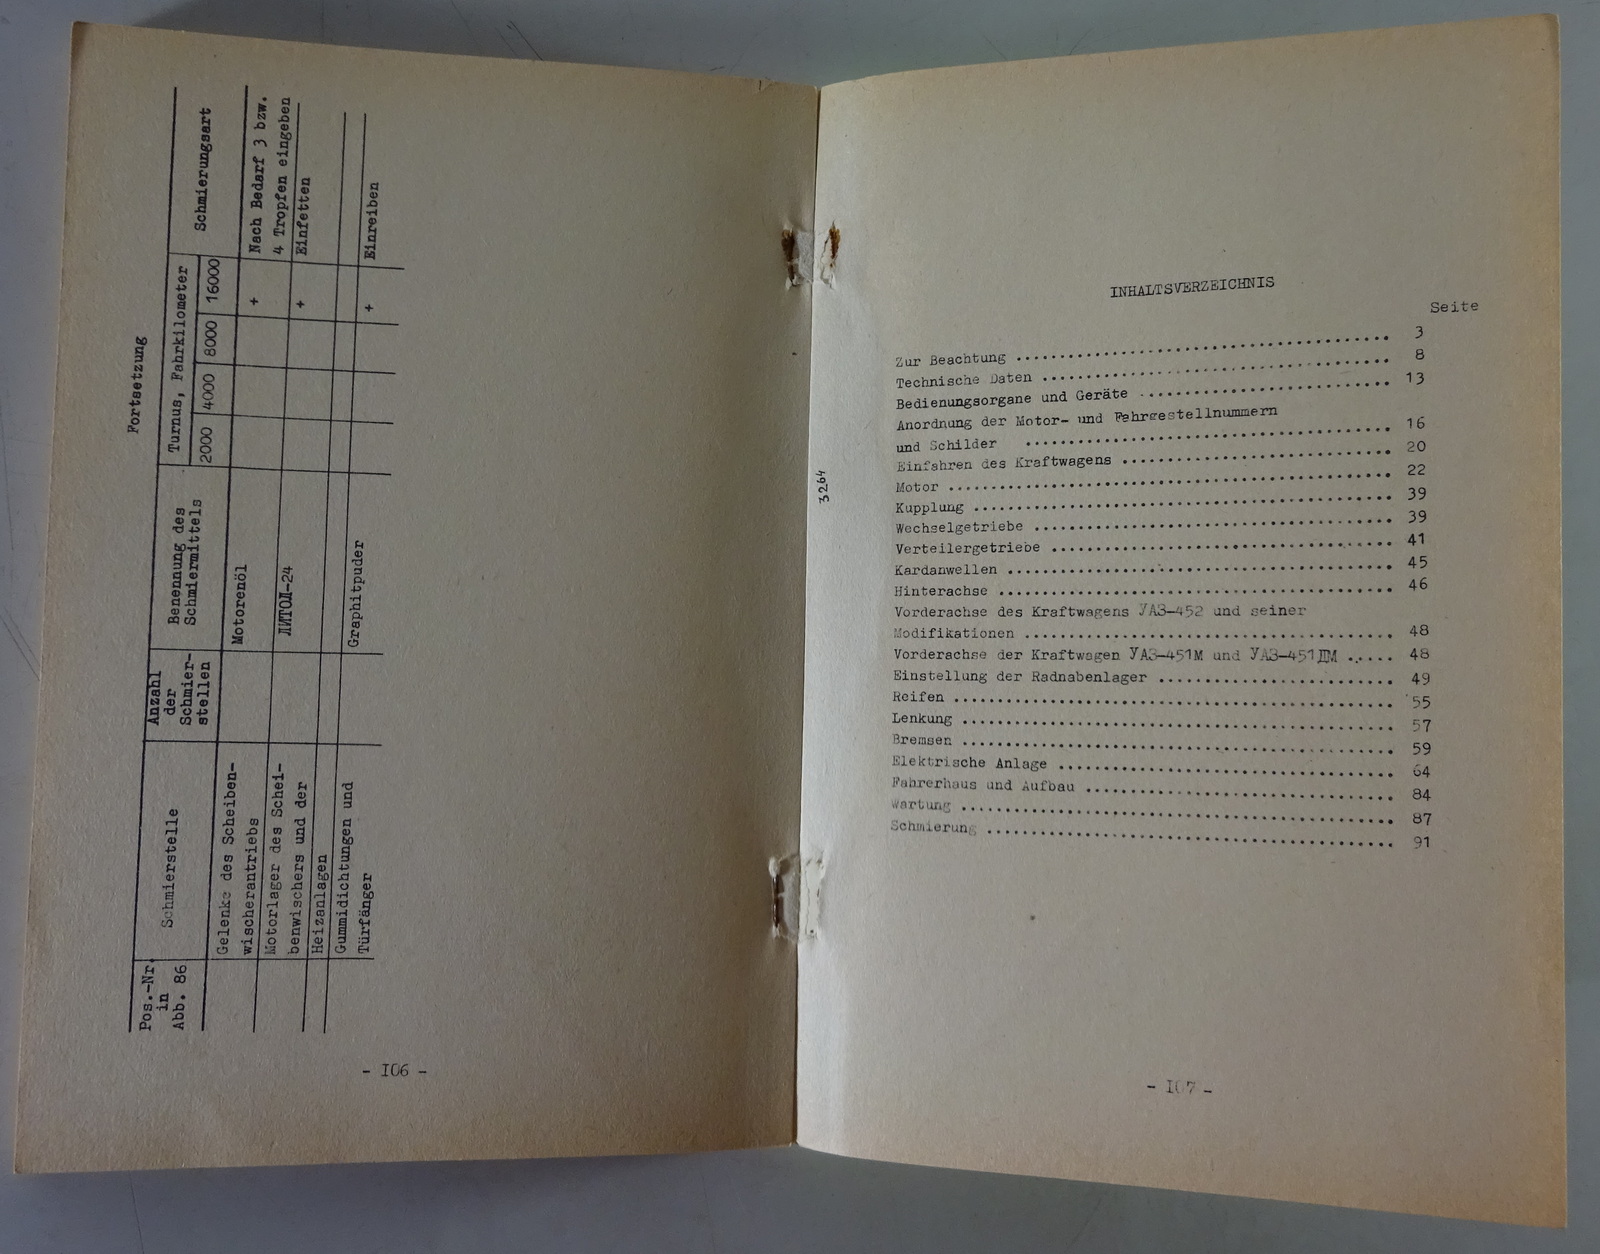 Fortsetzung
Pos.-Nr. in Abb. 86 | Schmierstelle | Anzahl der Schmier-stellen | Benennung des Schmiermittels | Turnus, Fahrkilometer | Schmierungsart
2000 | 4000 | 8000 | 16000
Gelenke des Scheiben- | Motorenöl | + | Nach Bedarf 3 bzw.
wischerantriebs | 4 Tropfen eingeben
Motorlager des Schei- | ЛИТОЛ-24 | + | Einfetten
benwischers und der
Heizanlagen
Gummidichtungen und | Graphitpuder | + | Einreiben
Türfänger
- I06 -
3264
INHALTSVERZEICHNIS
Seite
Zur Beachtung .......... 3
Technische Daten .......... 8
Bedienungsorgane und Geräte .......... 13
Anordnung der Motor- und Fahrgestellnummern
und Schilder .......... 16
Einfahren des Kraftwagens .......... 20
Motor .......... 22
Kupplung .......... 39
Wechselgetriebe .......... 39
Verteilergetriebe .......... 41
Kardanwellen .......... 45
Hinterachse .......... 46
Vorderachse des Kraftwagens УАЗ-452 und seiner
Modifikationen .......... 48
Vorderachse der Kraftwagen УАЗ-451М und УАЗ-451ДМ ..... 48
Einstellung der Radnabenlager .......... 49
Reifen .......... 55
Lenkung .......... 57
Bremsen .......... 59
Elektrische Anlage .......... 64
Fahrerhaus und Aufbau .......... 84
Wartung .......... 87
Schmierung .......... 91
- I07 -